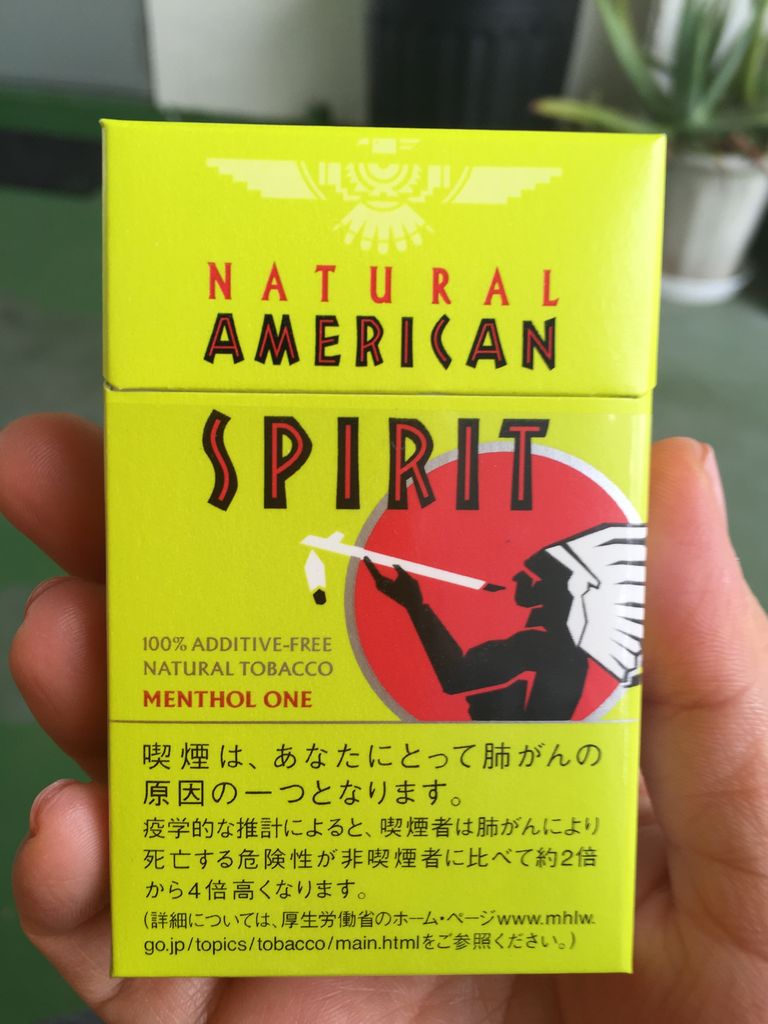 NATURAL
AMERICAN
SPIRIT
100% ADDITIVE-FREE
NATURAL TOBACCO
MENTHOL ONE
喫煙は、あなたにとって肺がんの
原因の一つとなります。
疫学的な推計によると、喫煙者は肺がんにより
死亡する危険性が非喫煙者に比べて約2倍
から4倍高くなります。
(詳細については、厚生労働省のホーム・ページwww.mhlw.
go.jp/topics/tobacco/main.htmlをご参照ください。)